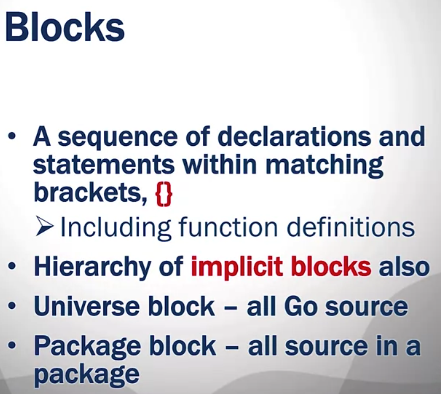 Blocks
• A sequence of declarations and
statements within matching
brackets, {}
➢ Including function definitions
• Hierarchy of implicit blocks also
• Universe block – all Go source
• Package block – all source in a
package